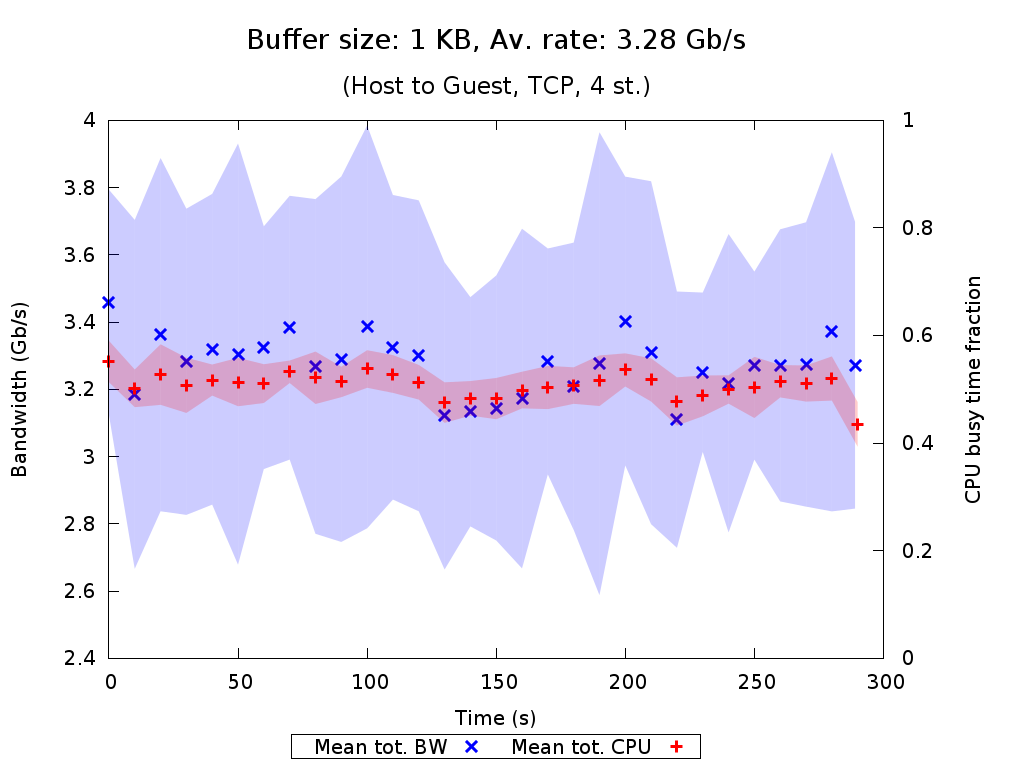 Buffer size: 1 KB, Av. rate: 3.28 Gb/s
(Host to Guest, TCP, 4 st.)
4
3.8
3.6
3.4
3.2
3
2.8
2.6
2.4
Bandwidth (Gb/s)
1
0.8
0.6
0.4
0.2
0
CPU busy time fraction
0 50 100 150 200 250 300
Time (s)
Mean tot. BW Mean tot. CPU